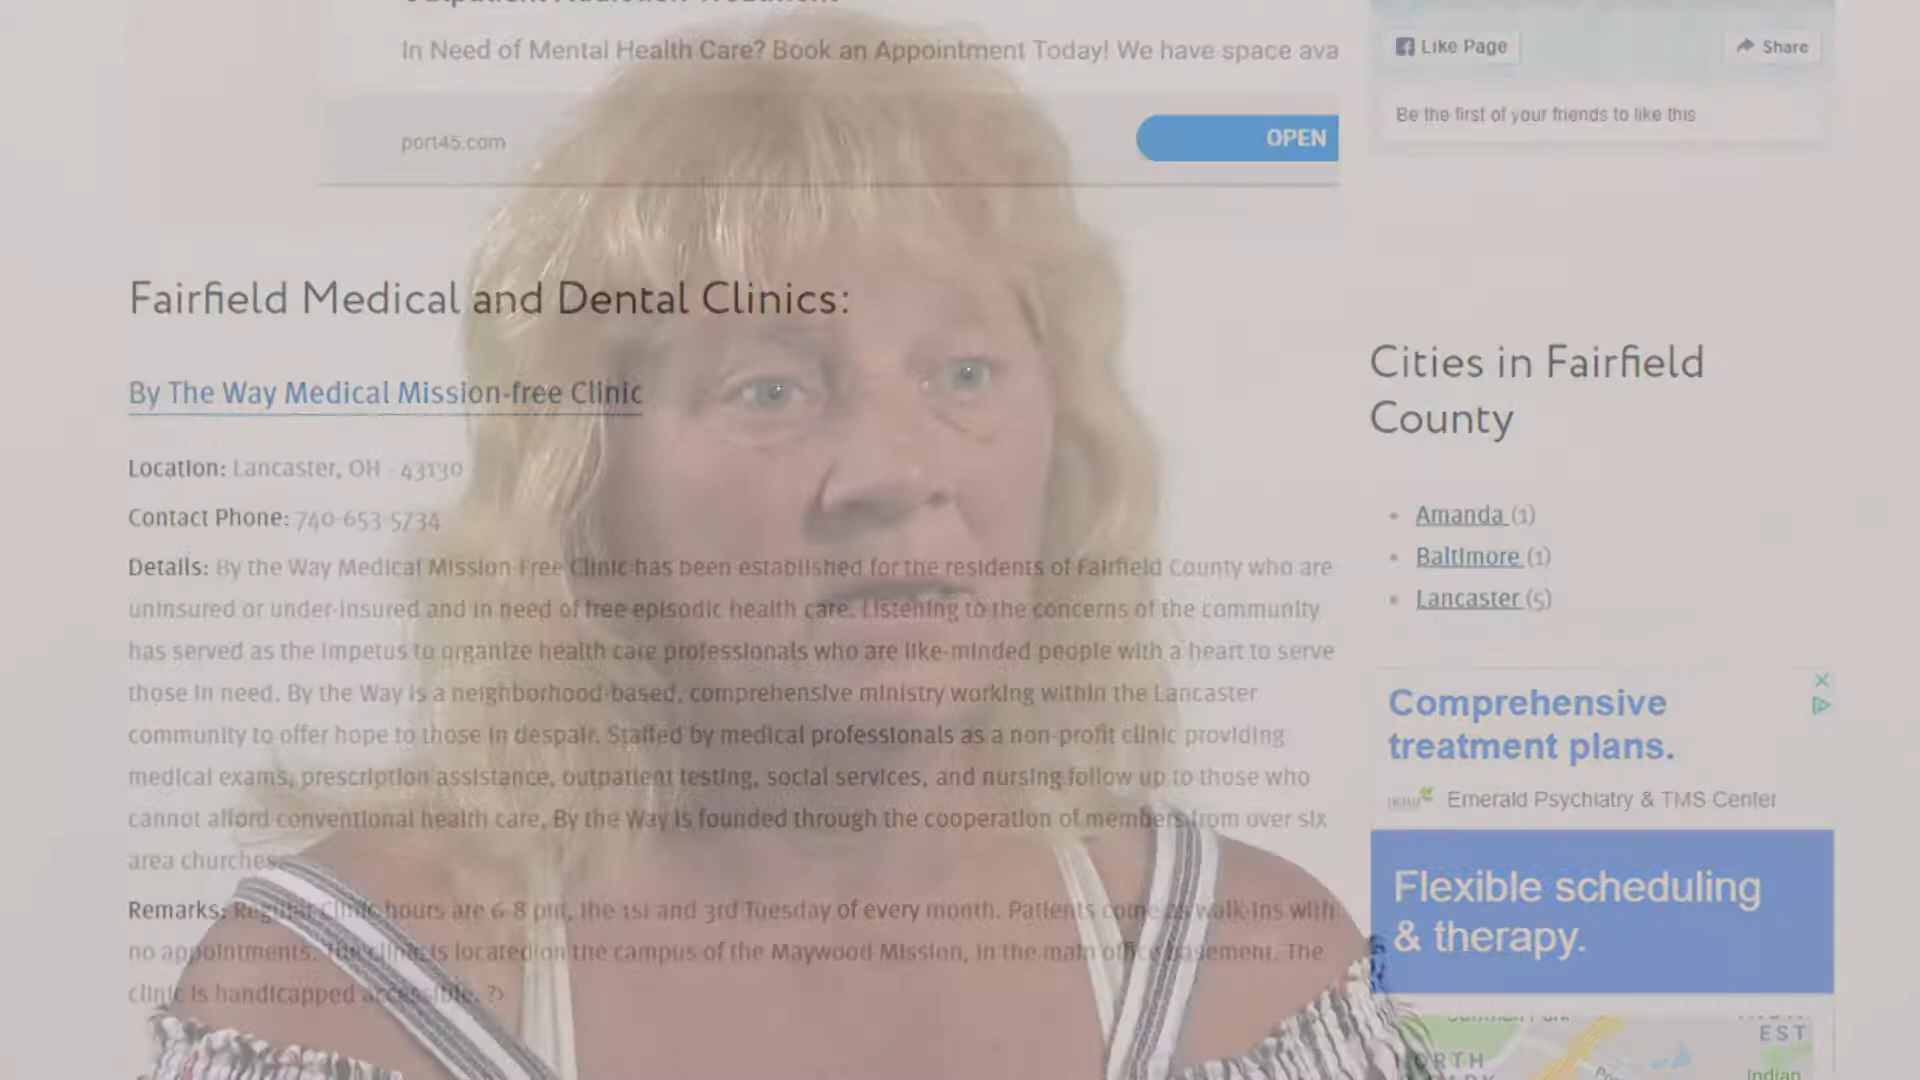 Outpatient Addiction Treatment
In Need of Mental Health Care? Book an Appointment Today! We have space ava
port45.com
OPEN
Like Page
Share
Be the first of your friends to like this
Fairfield Medical and Dental Clinics:
By The Way Medical Mission-free Clinic
Location: Lancaster, OH - 43130
Contact Phone: 740-653-5734
Details: By the Way Medical Mission-Free Clinic has been established for the residents of Fairfield County who are
uninsured or under-insured and in need of free episodic health care. Listening to the concerns of the community
has served as the impetus to organize health care professionals who are like-minded people with a heart to serve
those in need. By the Way is a neighborhood-based, comprehensive ministry working within the Lancaster
community to offer hope to those in despair. Staffed by medical professionals as a non-profit clinic providing
medical exams, prescription assistance, outpatient testing, social services, and nursing follow up to those who
cannot afford conventional health care, By the Way is founded through the cooperation of members from over six
area churches.
Remarks: Regular Clinic hours are 6-8 pm, the 1st and 3rd Tuesday of every month. Patients come as walk-ins with
no appointments. The clinic is located on the campus of the Maywood Mission, in the main office basement. The
clinic is handicapped accessible. ?>
Cities in Fairfield
County
Amanda (1)
Baltimore (1)
Lancaster (5)
Comprehensive
treatment plans.
Emerald Psychiatry & TMS Center
Flexible scheduling
& therapy.
EST
Indian